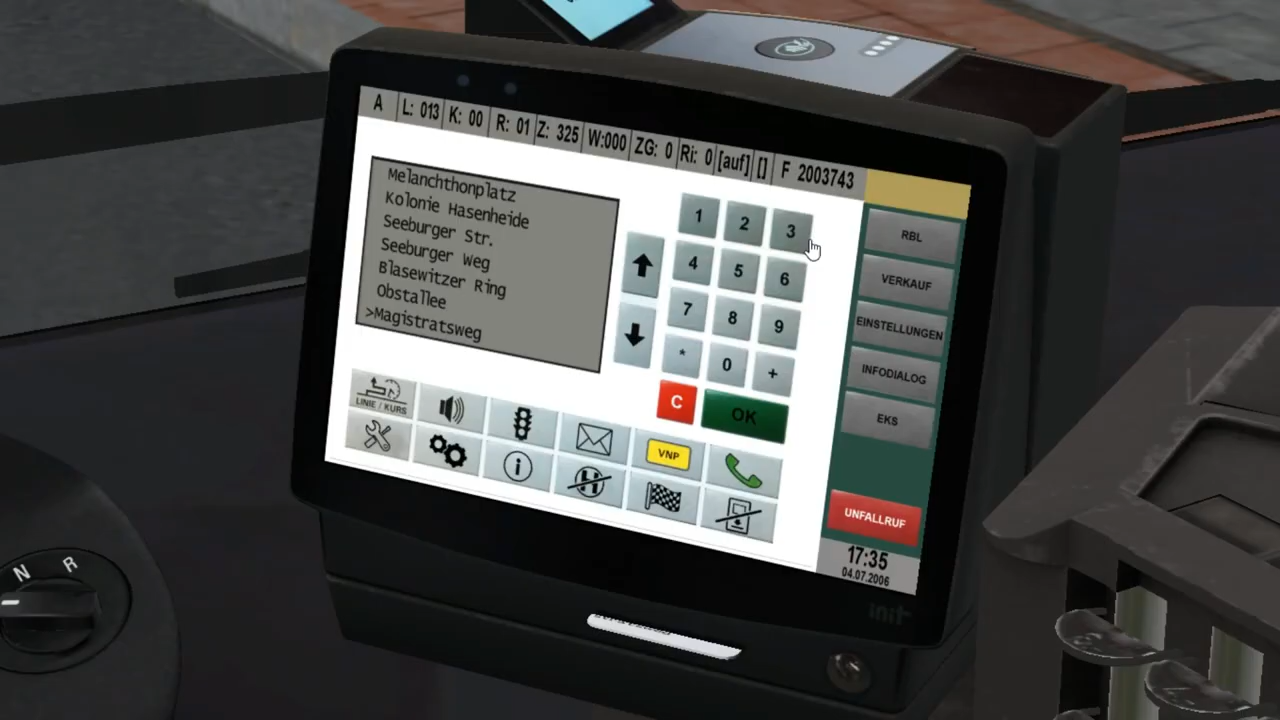 A L: 013 K: 00 R: 01 Z: 325 W:000 ZG: 0 Ri: 0 [auf] [] F 2003743
Melanchthonplatz
Kolonie Hasenheide
Seeburger Str.
Seeburger Weg
Blasewitzer Ring
Obstallee
>Magistratsweg
1 2 3
4 5 6
7 8 9
* 0 +
C OK
RBL
VERKAUF
EINSTELLUNGEN
INFODIALOG
EKS
UNFALLRUF
LINIE / KURS
VNP
17:35
04.07.2006
init
N R